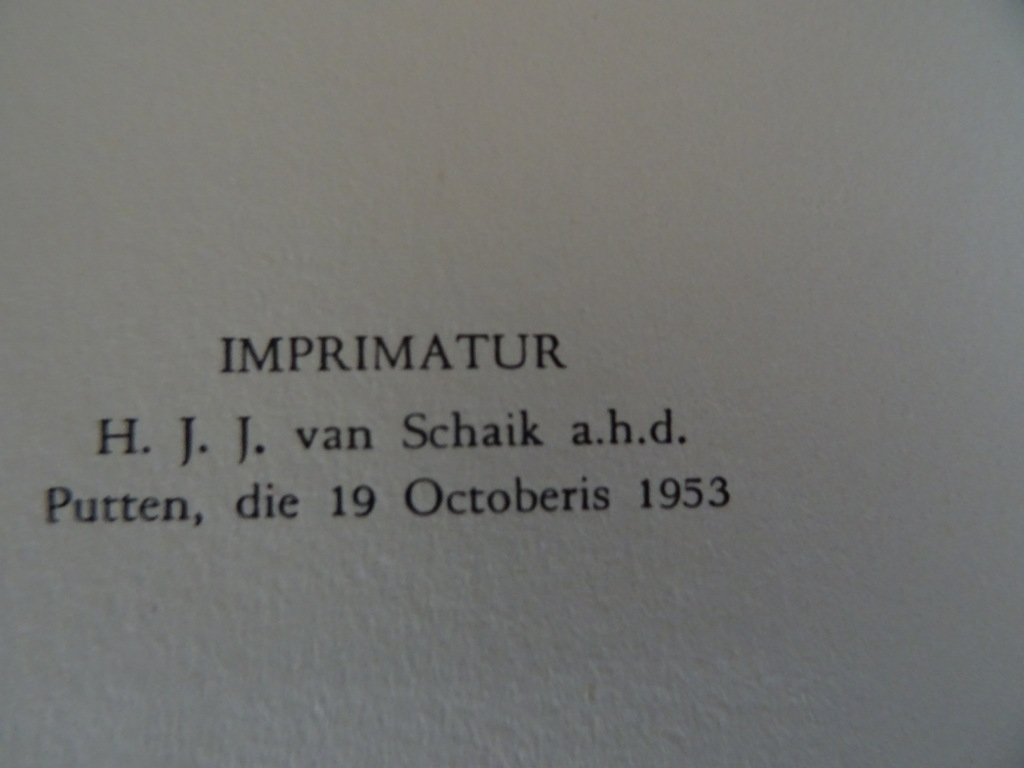 IMPRIMATUR
H. J. J. van Schaik a.h.d.
Putten, die 19 Octoberis 1953